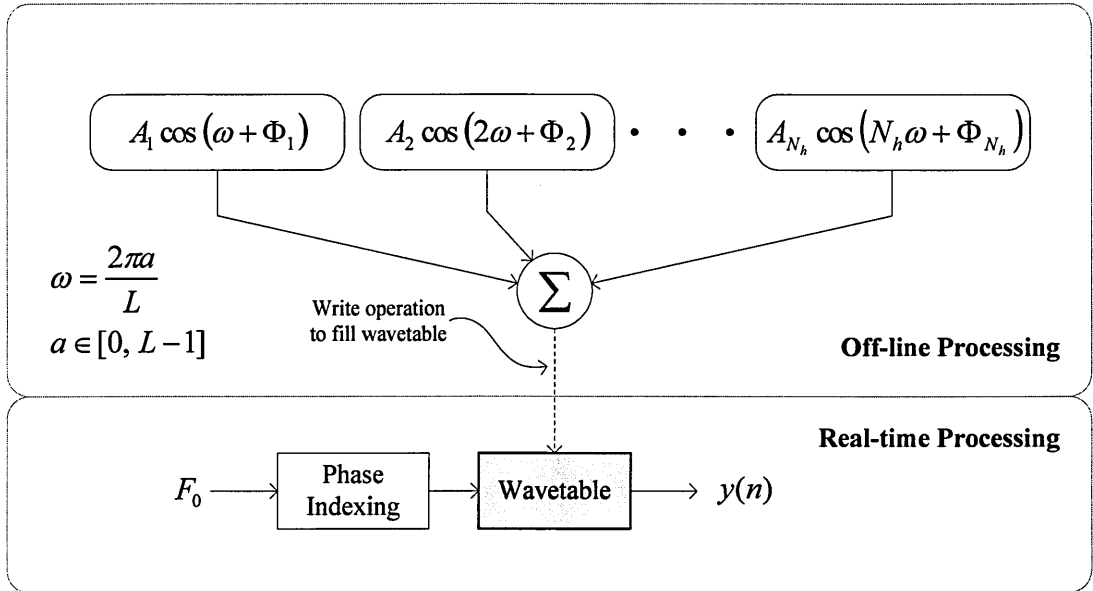 A₁ cos(ω + Φ₁)
A₂ cos(2ω + Φ₂)
• • •
A_{N_h} cos(N_h ω + Φ_{N_h})
ω = 2πa / L
a ∈ [0, L − 1]
Σ
Write operation
to fill wavetable
Off-line Processing
Real-time Processing
F₀
Phase
Indexing
Wavetable
y(n)